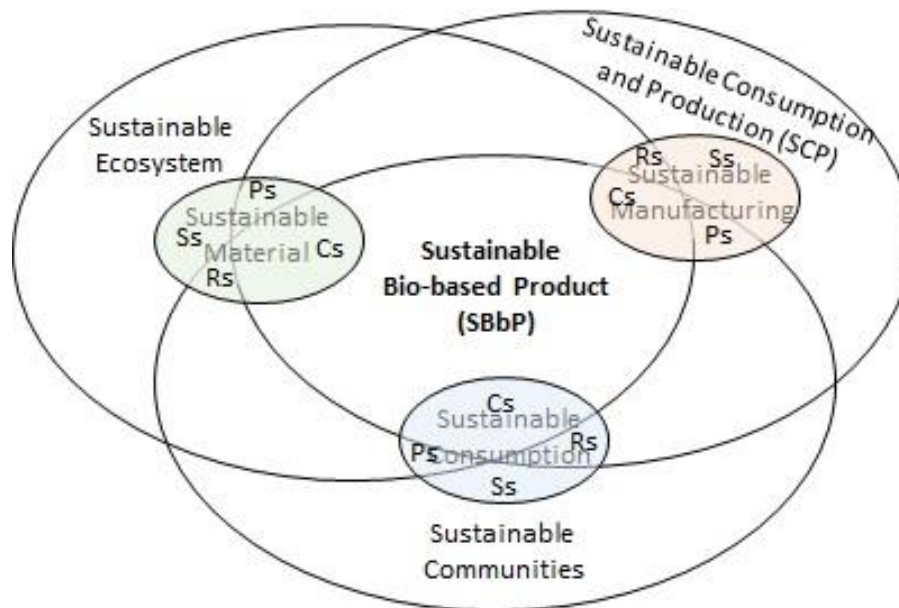 Sustainable Consumption
and Production (SCP)
Sustainable
Ecosystem
Rs
Ss
Sustainable
Cs
Manufacturing
Ps
Ps
Sustainable
Ss
Material
Cs
Rs
Sustainable
Bio-based Product
(SBbP)
Cs
Sustainable
Rs
Ps
Consumption
Ss
Sustainable
Communities